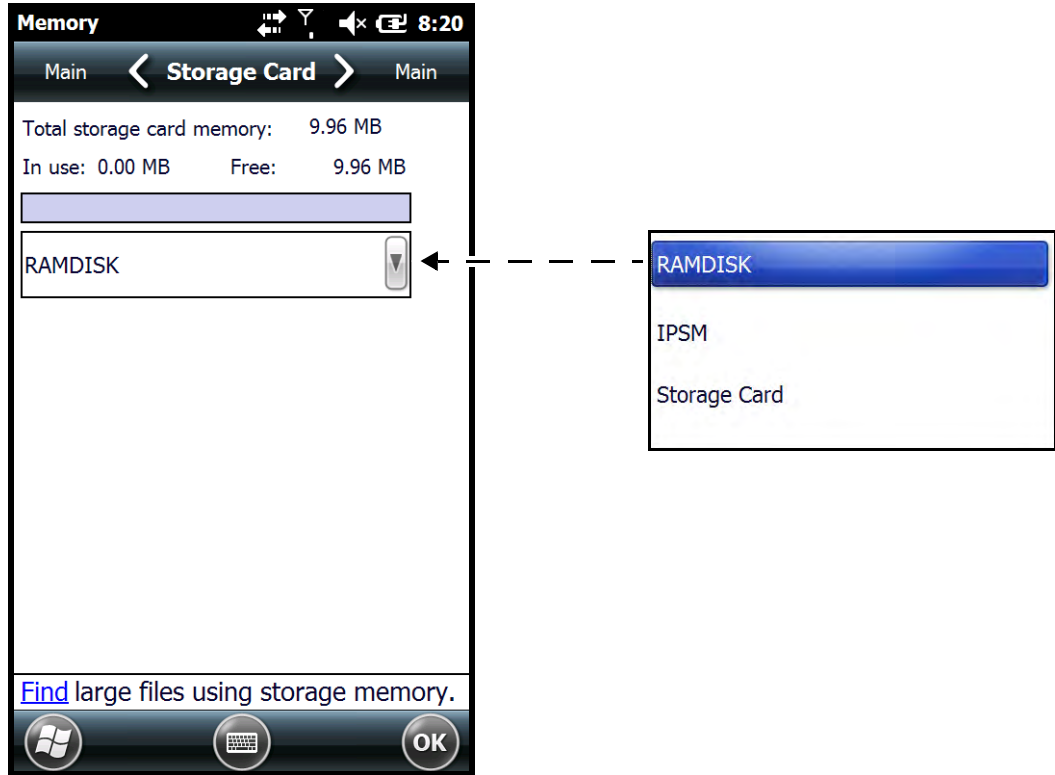 Memory 8:20
Main Storage Card Main
Total storage card memory: 9.96 MB
In use: 0.00 MB Free: 9.96 MB
RAMDISK
Find large files using storage memory.
OK
RAMDISK
IPSM
Storage Card